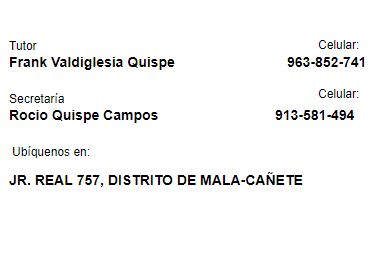 Tutor Celular:
Frank Valdiglesia Quispe 963-852-741
Secretaría Celular:
Rocio Quispe Campos 913-581-494
Ubíquenos en:
JR. REAL 757, DISTRITO DE MALA-CAÑETE